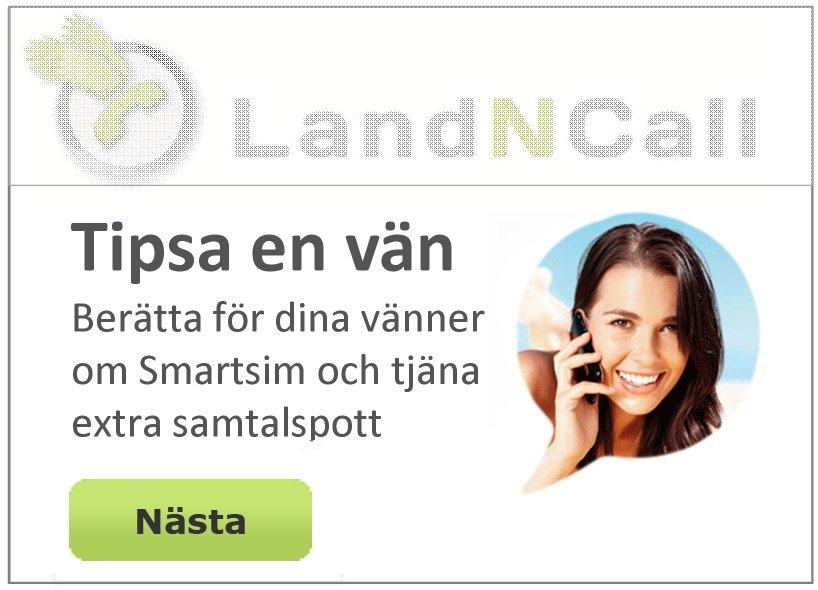 LandNCall
Tipsa en vän
Berätta för dina vänner
om Smartsim och tjäna
extra samtalspott
Nästa